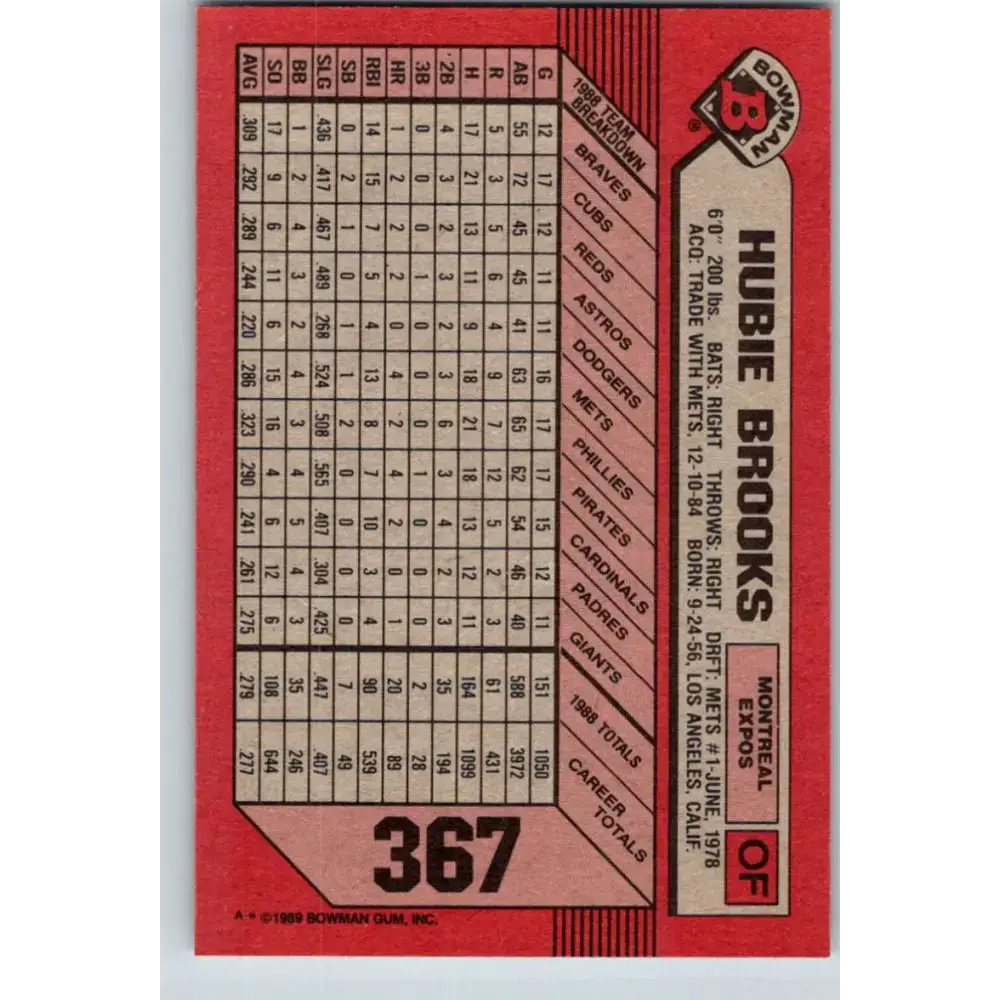 BOWMAN
B
®
HUBIE BROOKS
MONTREAL
EXPOS
OF
6'0" 200 lbs. BATS: RIGHT THROWS: RIGHT DRFT: METS #1-JUNE, 1978
ACQ: TRADE WITH METS, 12-10-84 BORN: 9-24-56, LOS ANGELES, CALIF.
1988 TEAM
BREAKDOWN
BRAVES
CUBS
REDS
ASTROS
DODGERS
METS
PHILLIES
PIRATES
CARDINALS
PADRES
GIANTS
1988 TOTALS
CAREER
TOTALS
G 12 17 12 11 11 16 17 17 15 12 11 151 1050
AB 55 72 45 45 41 63 65 62 54 46 40 588 3972
R 5 3 5 6 4 9 7 12 5 2 3 61 431
H 17 21 13 11 9 18 21 18 13 12 11 164 1099
2B 4 3 2 3 2 3 6 3 4 2 3 35 194
3B 0 0 0 1 0 0 0 1 0 0 0 2 28
HR 1 2 2 2 0 4 2 4 2 0 1 20 89
RBI 14 15 7 5 4 13 8 7 10 3 4 90 539
SB 0 2 1 0 1 1 2 0 0 0 0 7 49
SLG .436 .417 .467 .489 .268 .524 .508 .565 .407 .304 .425 .447 .407
BB 1 2 4 3 2 4 3 4 5 4 3 35 246
SO 17 9 6 11 6 15 16 4 6 12 6 108 644
AVG .309 .292 .289 .244 .220 .286 .323 .290 .241 .261 .275 .279 .277
367
A * ©1989 BOWMAN GUM, INC.